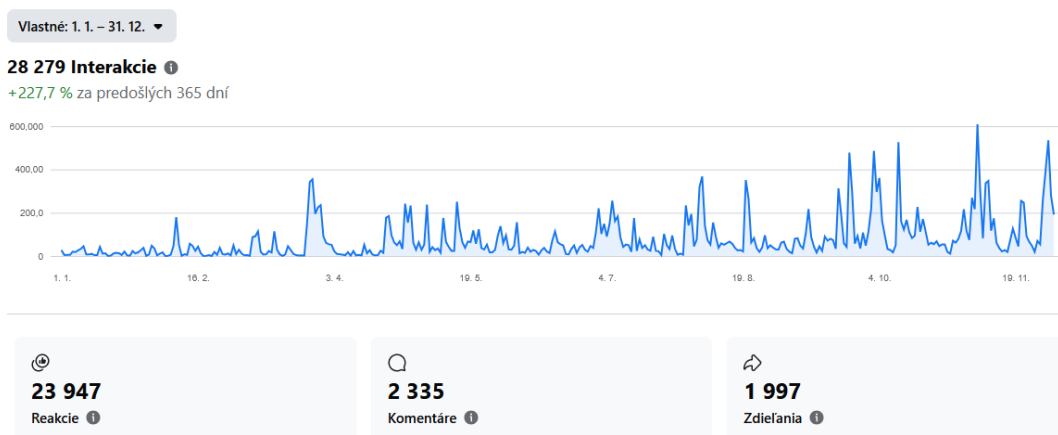 Vlastné: 1. 1. – 31. 12.
28 279 Interakcie
+227,7 % za predošlých 365 dní
600,000
400,00
200,0
0
1. 1. 16. 2. 3. 4. 19. 5. 4. 7. 19. 8. 4. 10. 19. 11.
23 947 2 335 1 997
Reakcie Komentáre Zdieľania